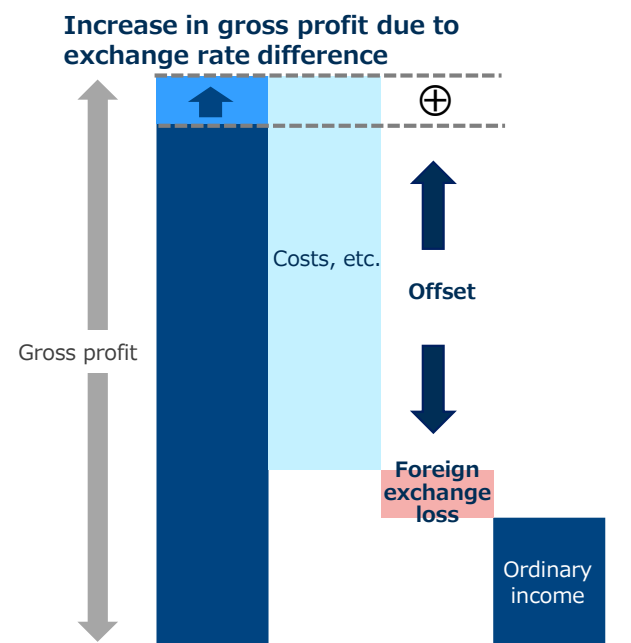 Increase in gross profit due to
exchange rate difference
Costs, etc.
Offset
Gross profit
Foreign
exchange
loss
Ordinary
income